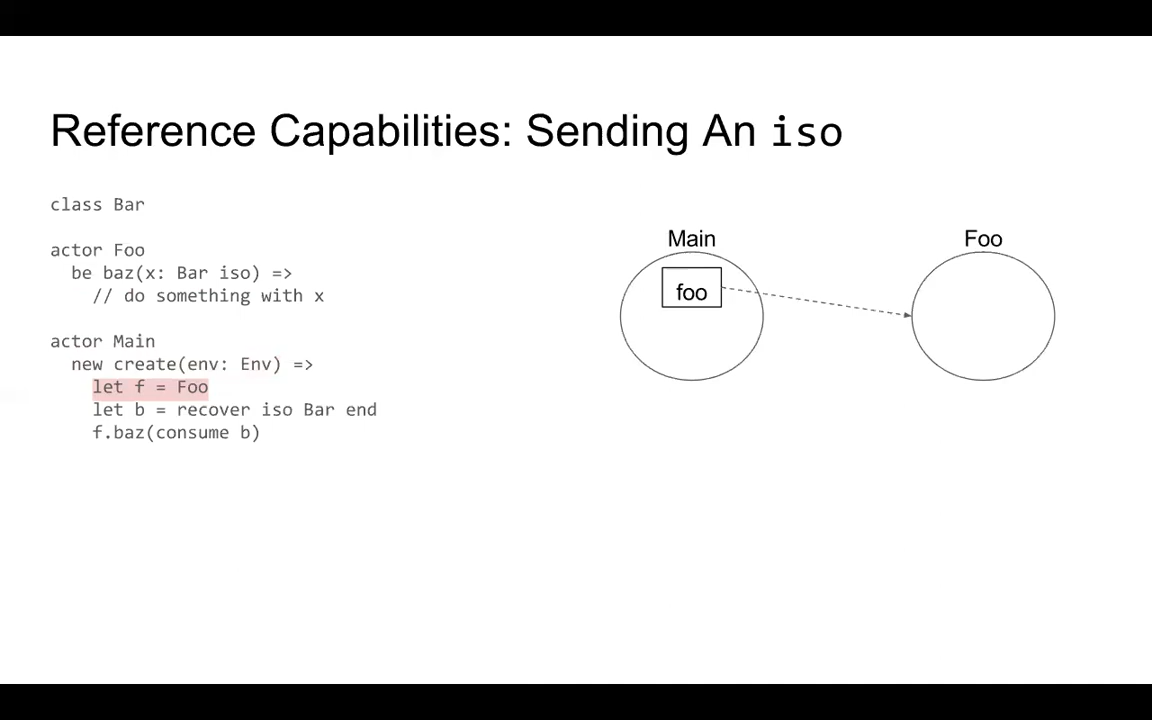 Reference Capabilities: Sending An iso
class Bar
actor Foo
  be baz(x: Bar iso) =>
    // do something with x
actor Main
  new create(env: Env) =>
    let f = Foo
    let b = recover iso Bar end
    f.baz(consume b)
Main
foo
Foo